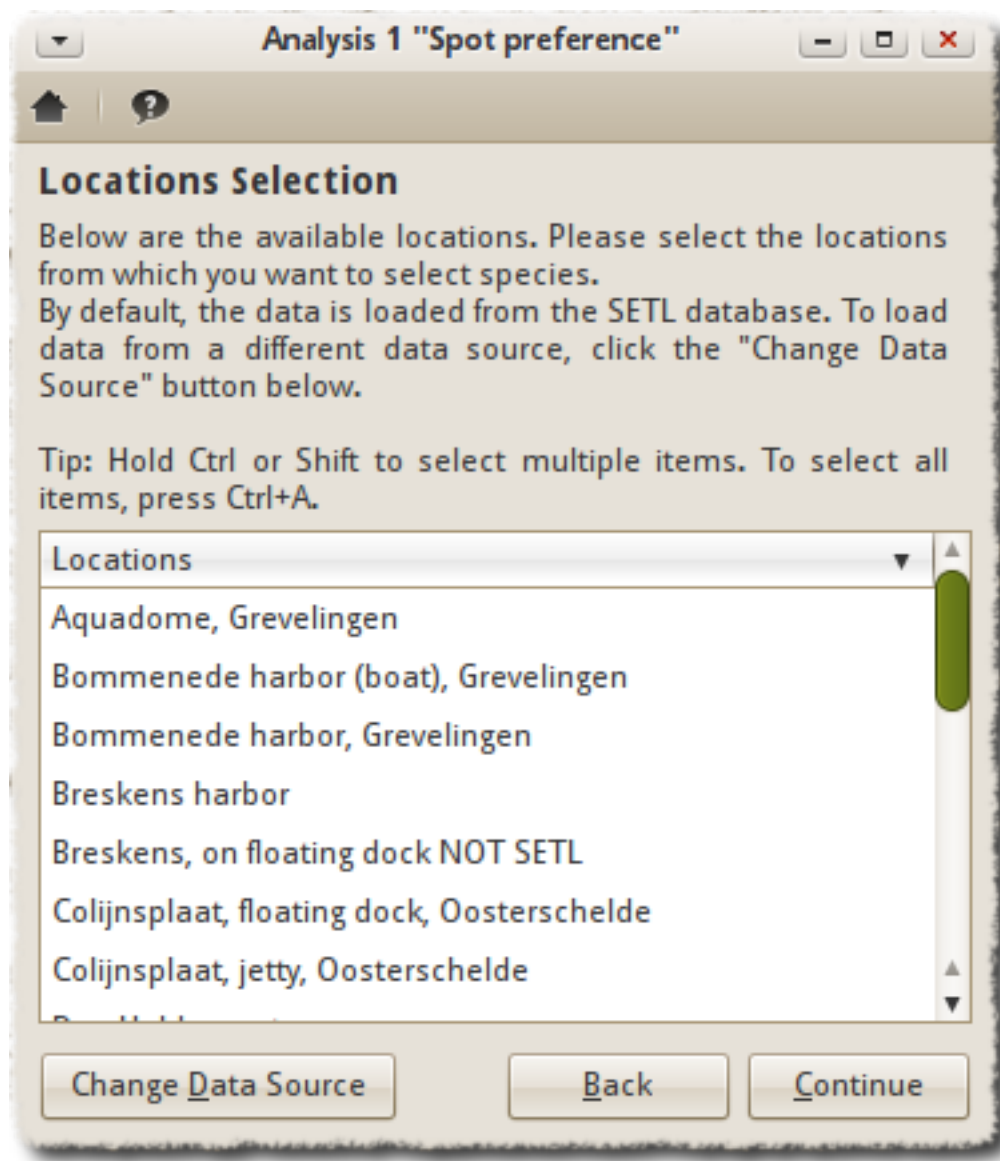 Analysis 1 "Spot preference"
Locations Selection
Below are the available locations. Please select the locations
from which you want to select species.
By default, the data is loaded from the SETL database. To load
data from a different data source, click the "Change Data
Source" button below.
Tip: Hold Ctrl or Shift to select multiple items. To select all
items, press Ctrl+A.
Locations
Aquadome, Grevelingen
Bommenede harbor (boat), Grevelingen
Bommenede harbor, Grevelingen
Breskens harbor
Breskens, on floating dock NOT SETL
Colijnsplaat, floating dock, Oosterschelde
Colijnsplaat, jetty, Oosterschelde
Change Data Source Back Continue